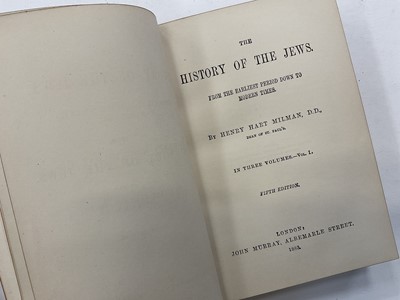 THE
HISTORY OF THE JEWS.
FROM THE EARLIEST PERIOD DOWN TO
MODERN TIMES.
BY HENRY HART MILMAN, D.D.,
DEAN OF ST. PAUL'S.
IN THREE VOLUMES.—VOL. I.
FIFTH EDITION.
LONDON:
JOHN MURRAY, ALBEMARLE STREET.